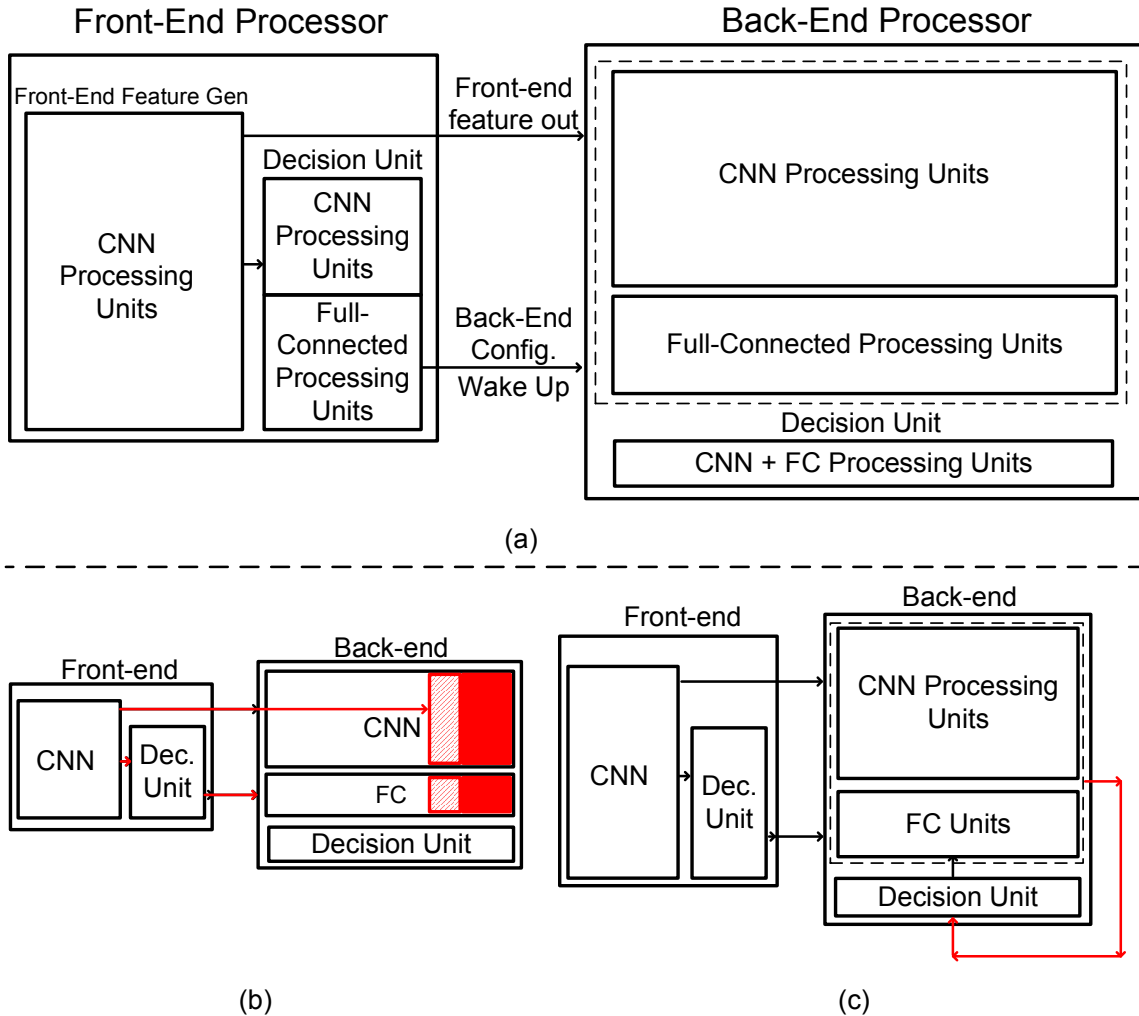 Front-End Processor
Back-End Processor
Front-End Feature Gen
CNN
Processing
Units
Decision Unit
CNN
Processing
Units
Full-
Connected
Processing
Units
Front-end
feature out
Back-End
Config.
Wake Up
CNN Processing Units
Full-Connected Processing Units
Decision Unit
CNN + FC Processing Units
(a)
Front-end
CNN
Dec.
Unit
Back-end
CNN
FC
Decision Unit
(b)
Front-end
CNN
Dec.
Unit
Back-end
CNN Processing
Units
FC Units
Decision Unit
(c)